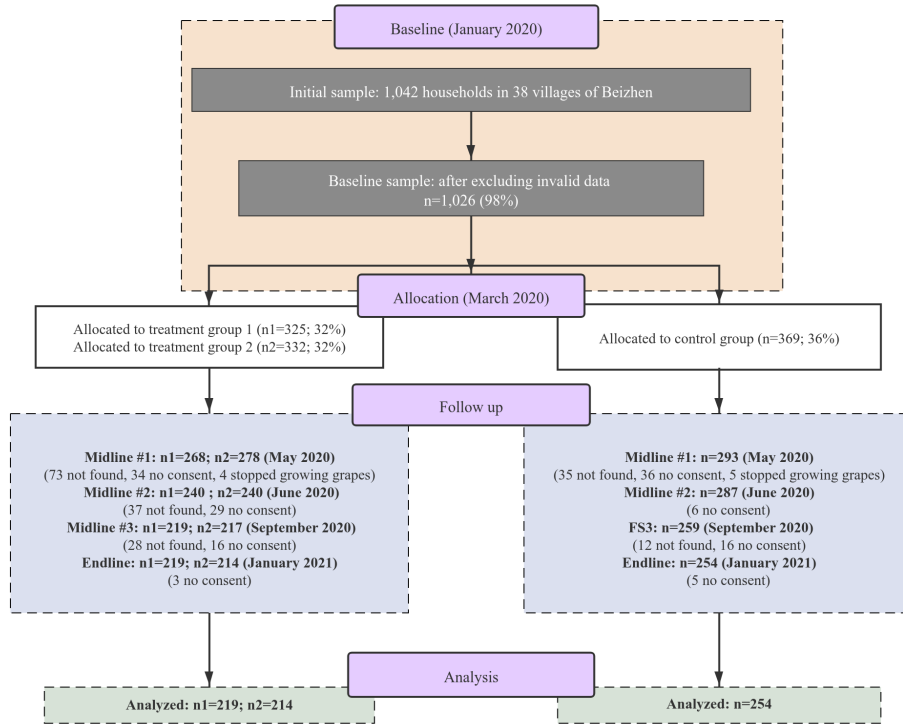 Baseline (January 2020)
Initial sample: 1,042 households in 38 villages of Beizhen
Baseline sample: after excluding invalid data
n=1,026 (98%)
Allocation (March 2020)
Allocated to treatment group 1 (n1=325; 32%)
Allocated to treatment group 2 (n2=332; 32%)
Allocated to control group (n=369; 36%)
Follow up
Midline #1: n1=268; n2=278 (May 2020)
(73 not found, 34 no consent, 4 stopped growing grapes)
Midline #2: n1=240 ; n2=240 (June 2020)
(37 not found, 29 no consent)
Midline #3: n1=219; n2=217 (September 2020)
(28 not found, 16 no consent)
Endline: n1=219; n2=214 (January 2021)
(3 no consent)
Midline #1: n=293 (May 2020)
(35 not found, 36 no consent, 5 stopped growing grapes)
Midline #2: n=287 (June 2020)
(6 no consent)
FS3: n=259 (September 2020)
(12 not found, 16 no consent)
Endline: n=254 (January 2021)
(5 no consent)
Analysis
Analyzed: n1=219; n2=214
Analyzed: n=254